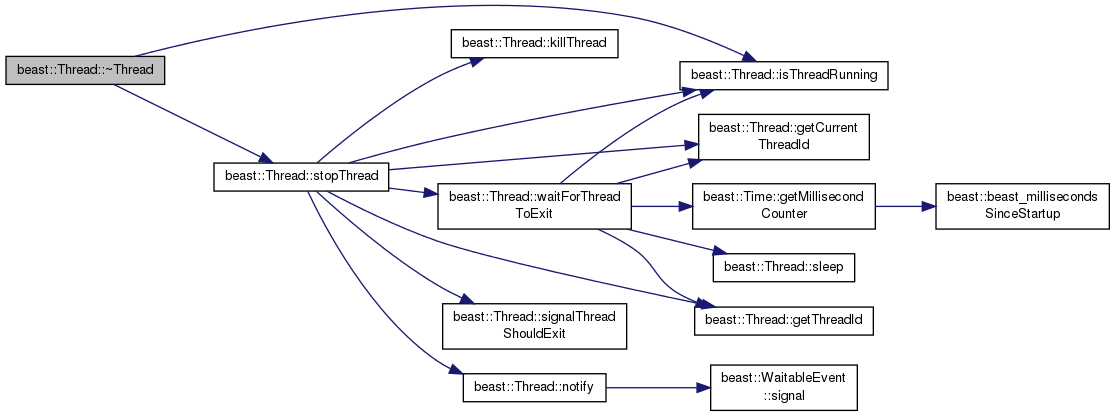 beast::Thread::~Thread
beast::Thread::stopThread
beast::Thread::killThread
beast::Thread::isThreadRunning
beast::Thread::getCurrent
ThreadId
beast::Thread::waitForThread
ToExit
beast::Time::getMillisecond
Counter
beast::beast_milliseconds
SinceStartup
beast::Thread::sleep
beast::Thread::getThreadId
beast::Thread::signalThread
ShouldExit
beast::Thread::notify
beast::WaitableEvent
::signal